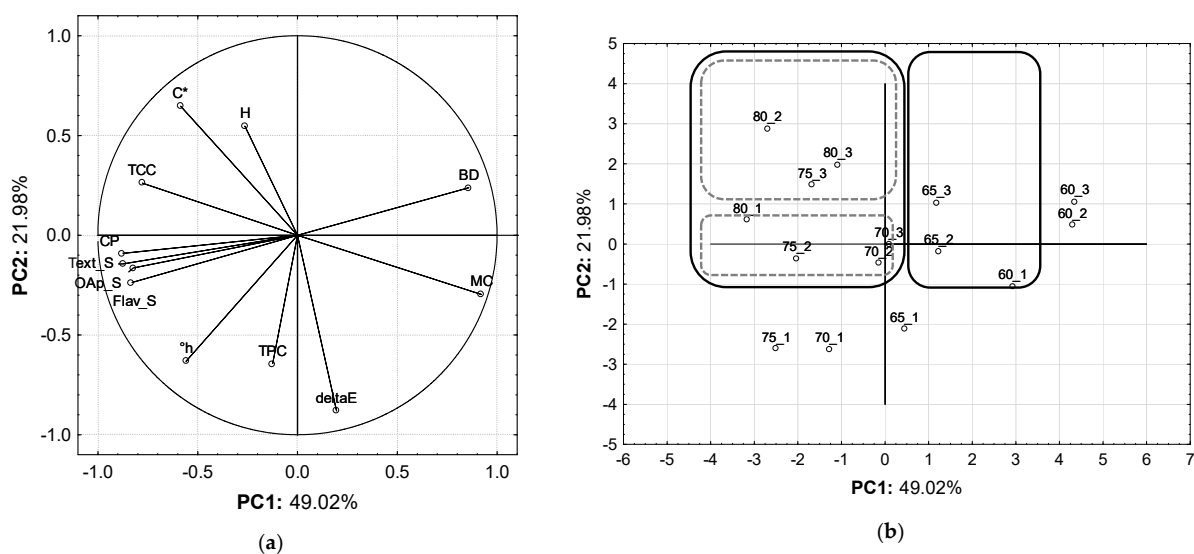 1.0
C*
H
0.5
TCC
BD
0.0
CP
Text_S
OAp_S
Flav_S
MC
-0.5
°h
TPC
deltaE
-1.0
-1.0 -0.5 0.0 0.5 1.0
PC2: 21.98%
PC1: 49.02%
(a)
5
4
3
2
1
0
-1
-2
-3
-4
-5
80_2
80_3
75_3
80_1
65_3
60_3
60_2
70_3
65_2
75_2
70_2
60_1
65_1
75_1
70_1
-6 -5 -4 -3 -2 -1 0 1 2 3 4 5 6 7
PC2: 21.98%
PC1: 49.02%
(b)